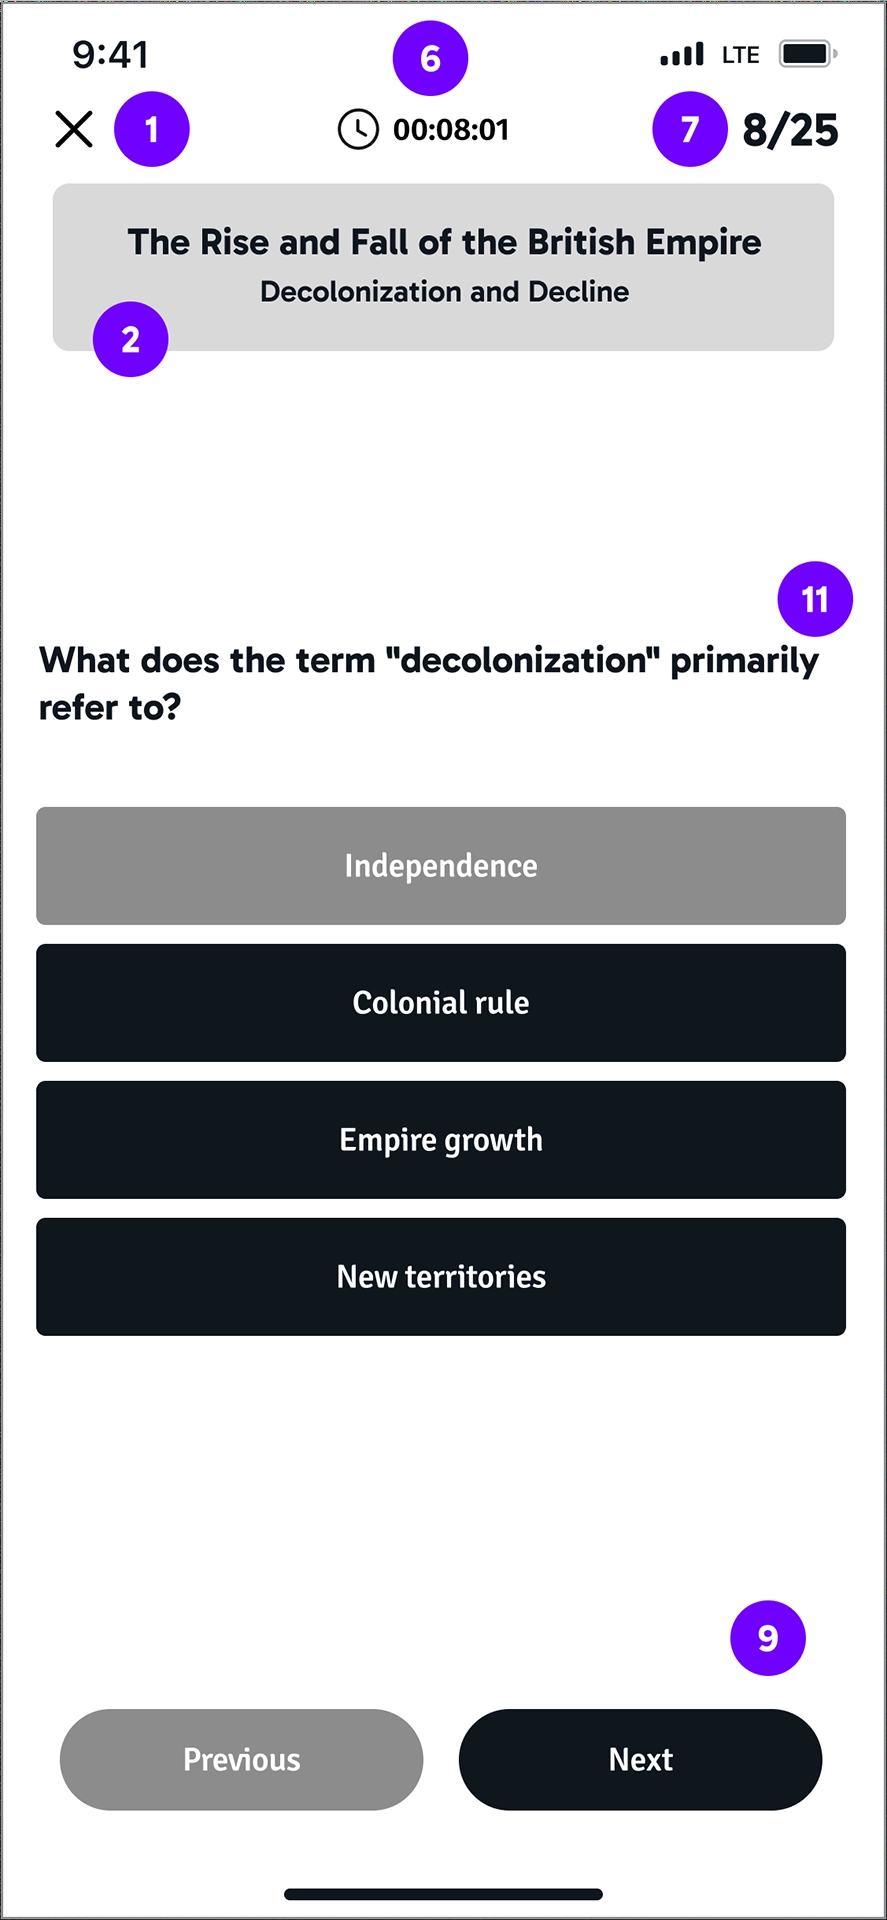 9:41
6
LTE
1
00:08:01
7
8/25
The Rise and Fall of the British Empire
Decolonization and Decline
2
11
What does the term "decolonization" primarily
refer to?
Independence
Colonial rule
Empire growth
New territories
9
Previous
Next